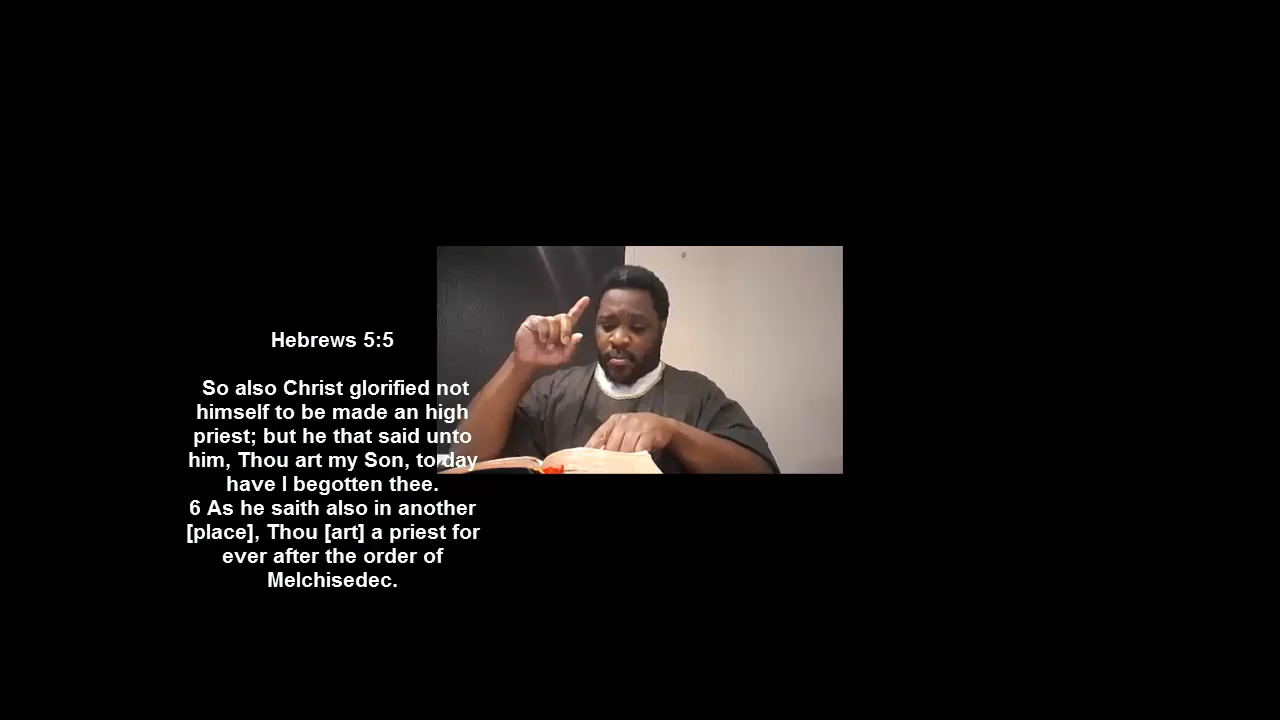 Hebrews 5:5
So also Christ glorified not
himself to be made an high
priest; but he that said unto
him, Thou art my Son, to day
have I begotten thee.
6 As he saith also in another
[place], Thou [art] a priest for
ever after the order of
Melchisedec.